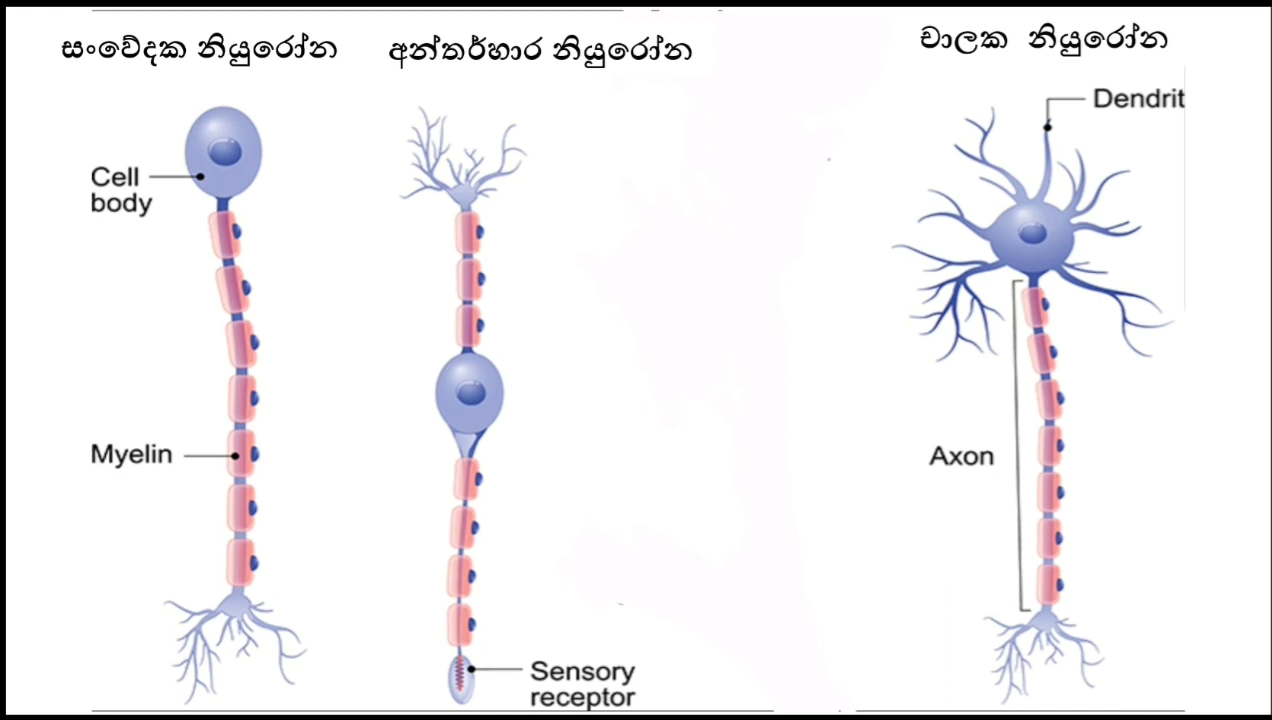 සංවේදක නියුරෝන
අන්තර්හාර නියුරෝන
චාලක නියුරෝන
Dendrit
Cell
body
Myelin
Axon
Sensory
receptor